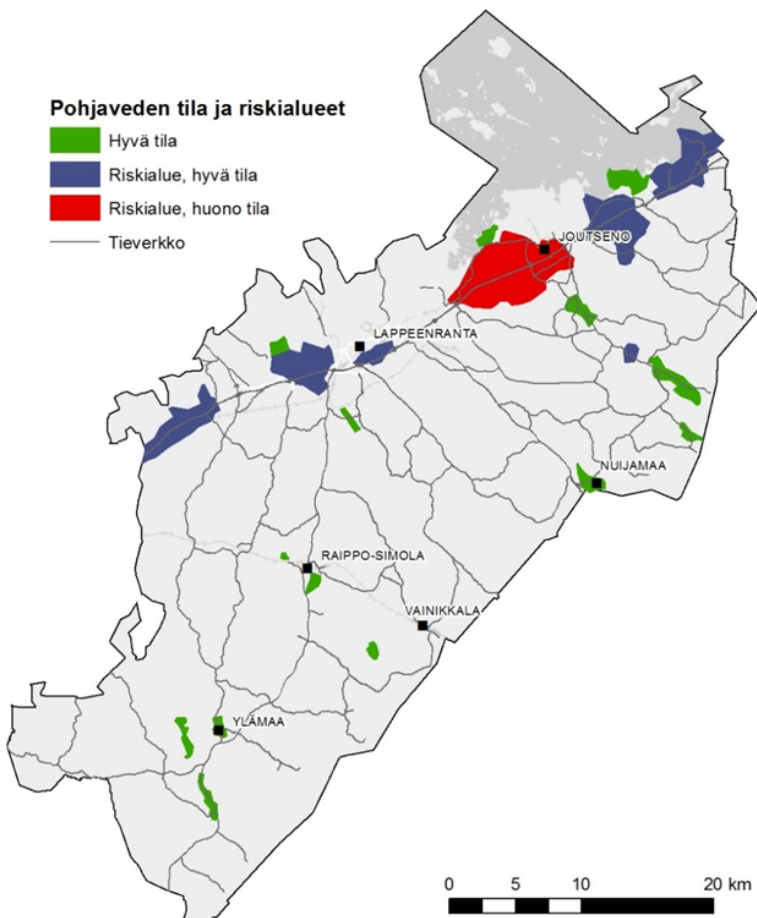 Pohjaveden tila ja riskialueet
Hyvä tila
Riskialue, hyvä tila
Riskialue, huono tila
Tieverkko
JOUTSENO
LAPPEENRANTA
NUIJAMAA
RAIPPO-SIMOLA
VAINIKKALA
YLÄMAA
0 5 10 20 km